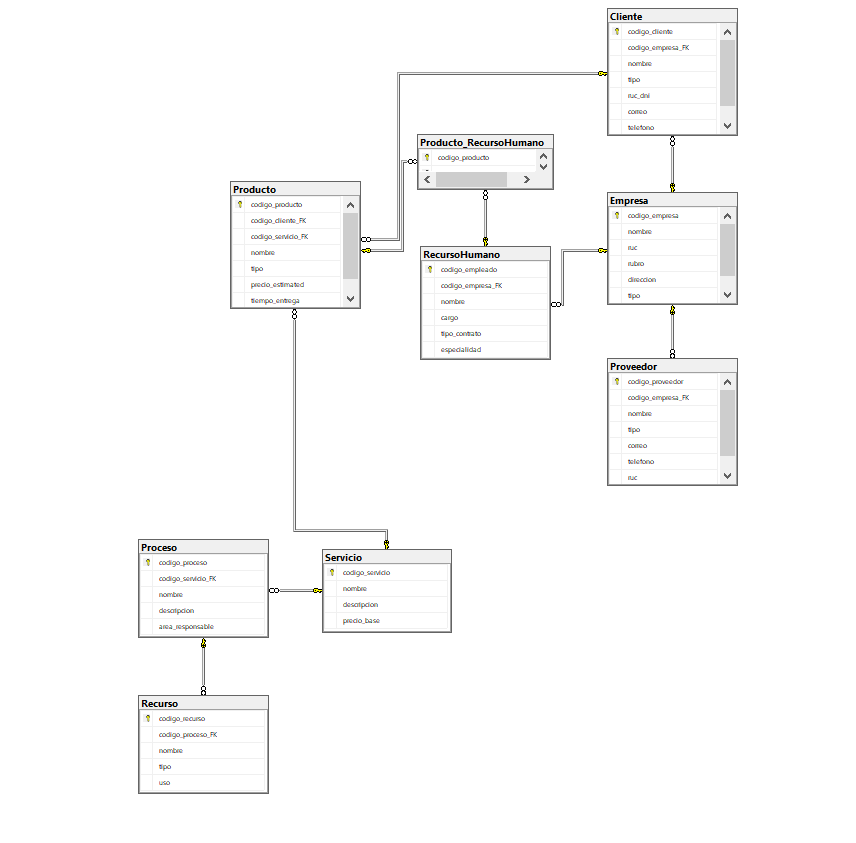 Cliente
codigo_cliente
codigo_empresa_FK
nombre
tipo
ruc_dni
correo
telefono
Producto_RecursoHumano
codigo_producto
Producto
codigo_producto
codigo_cliente_FK
codigo_servicio_FK
nombre
tipo
precio_estimated
tiempo_entrega
Empresa
codigo_empresa
nombre
ruc
rubro
direccion
tipo
RecursoHumano
codigo_empleado
codigo_empresa_FK
nombre
cargo
tipo_contrato
especialidad
Proveedor
codigo_proveedor
codigo_empresa_FK
nombre
tipo
correo
telefono
ruc
Proceso
codigo_proceso
codigo_servicio_FK
nombre
descripcion
area_responsable
Servicio
codigo_servicio
nombre
descripcion
precio_base
Recurso
codigo_recurso
codigo_proceso_FK
nombre
tipo
uso